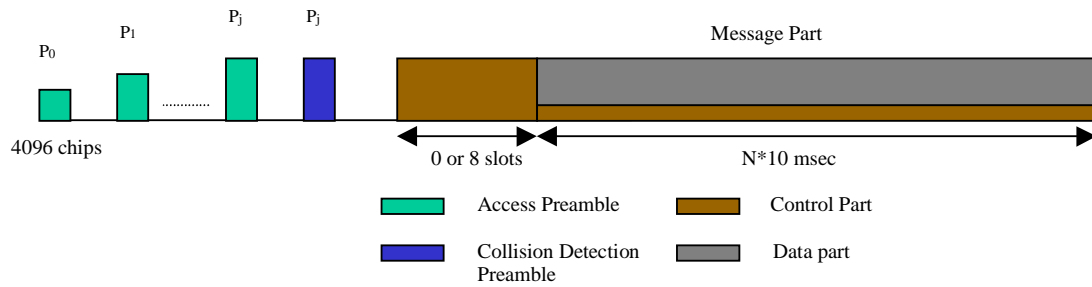 P0
P1
Pj
Pj
Message Part
.............
4096 chips
0 or 8 slots
N*10 msec
Access Preamble
Control Part
Collision Detection
Preamble
Data part